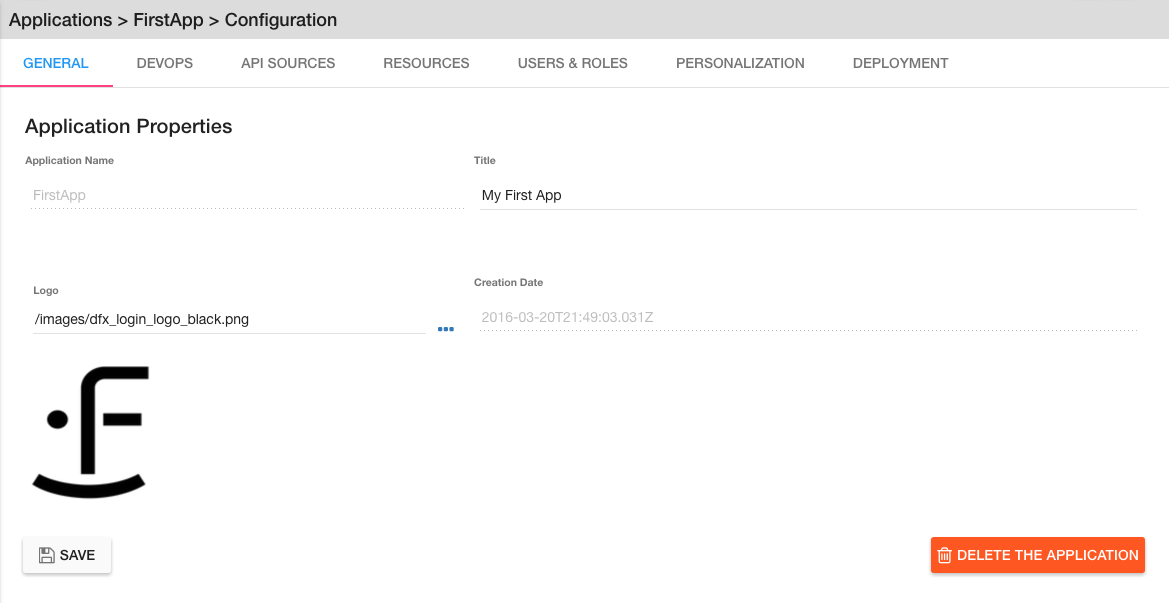 Applications > FirstApp > Configuration
GENERAL DEVOPS API SOURCES RESOURCES USERS & ROLES PERSONALIZATION DEPLOYMENT
Application Properties
Application Name Title
FirstApp My First App
Logo Creation Date
/images/dfx_login_logo_black.png ... 2016-03-20T21:49:03.031Z
SAVE DELETE THE APPLICATION